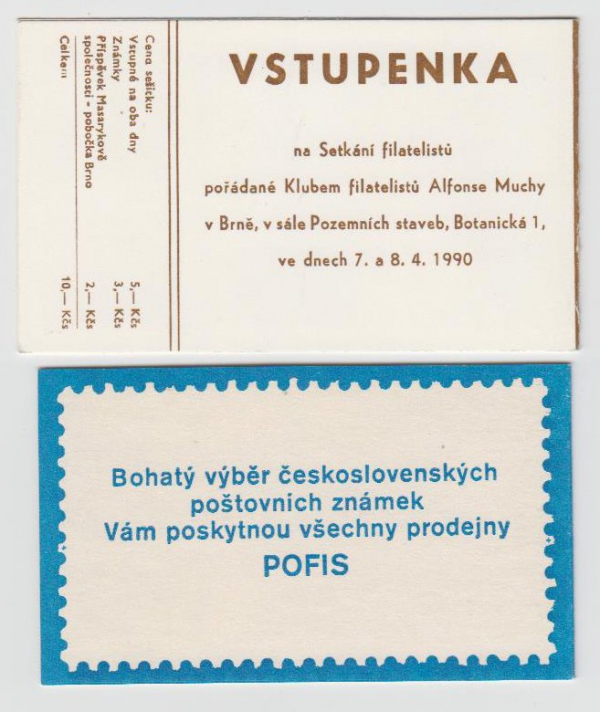 VSTUPENKA
na Setkání filatelistů
pořádané Klubem filatelistů Alfonse Muchy
v Brně, v sále Pozemních staveb, Botanická 1,
ve dnech 7. a 8. 4. 1990
Cena sešitku:
Vstupné na oba dny 5,— Kčs
Známky 3,— Kčs
Příspěvek Masarykově
společnosti - pobočka Brno 2,— Kčs
Celkem 10,— Kčs
Bohatý výběr československých
poštovních známek
Vám poskytnou všechny prodejny
POFIS